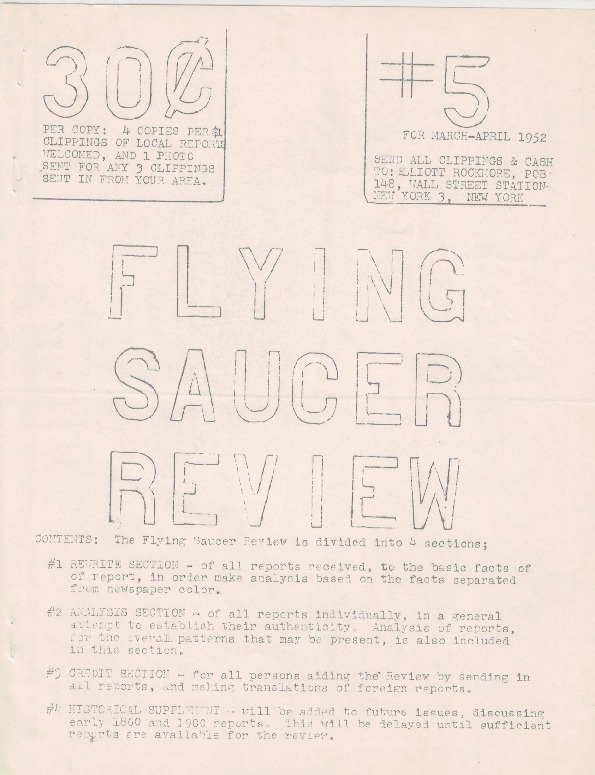 30¢
PER COPY: 4 COPIES PER $1
CLIPPINGS OF LOCAL REPORTS
WELCOMED, AND 1 PHOTO
SENT FOR ANY 3 CLIPPINGS
SENT IN FROM YOUR AREA.
#5
FOR MARCH-APRIL 1952
SEND ALL CLIPPINGS & CASH
TO: ELLIOTT ROCKMORE, POB
148, WALL STREET STATION-
NEW YORK 3, NEW YORK
FLYING
SAUCER
REVIEW
CONTENTS: The Flying Saucer Review is divided into 4 sections;
#1 REWRITE SECTION - of all reports received, to the basic facts of
of report, in order make analysis based on the facts separated
from newspaper color.
#2 ANALYSIS SECTION - of all reports individually, in a general
attempt to establish their authenticity. Analysis of reports,
for the overall patterns that may be present, is also included
in this section.
#3 CREDIT SECTION - for all persons aiding the Review by sending in
all reports, and making translations of foreign reports.
#4 HISTORICAL SUPPLEMENT - will be added to future issues, discussing
early 1800 and 1900 reports. This will be delayed until sufficient
reports are available for the review.